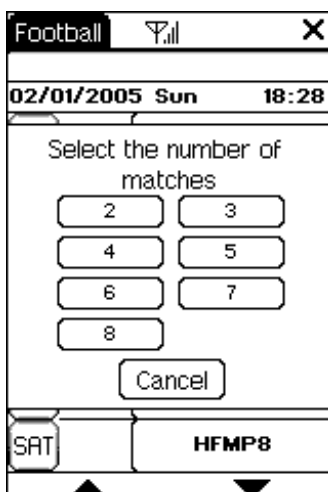 Football
02/01/2005 Sun 18:28
Select the number of
matches
2 3
4 5
6 7
8
Cancel
SAT HFMP8